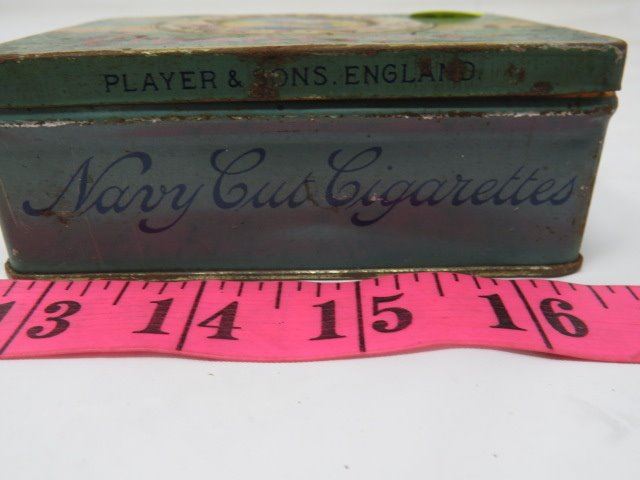 PLAYER & SONS. ENGLAND
Navy Cut Cigarettes
13 14 15 16